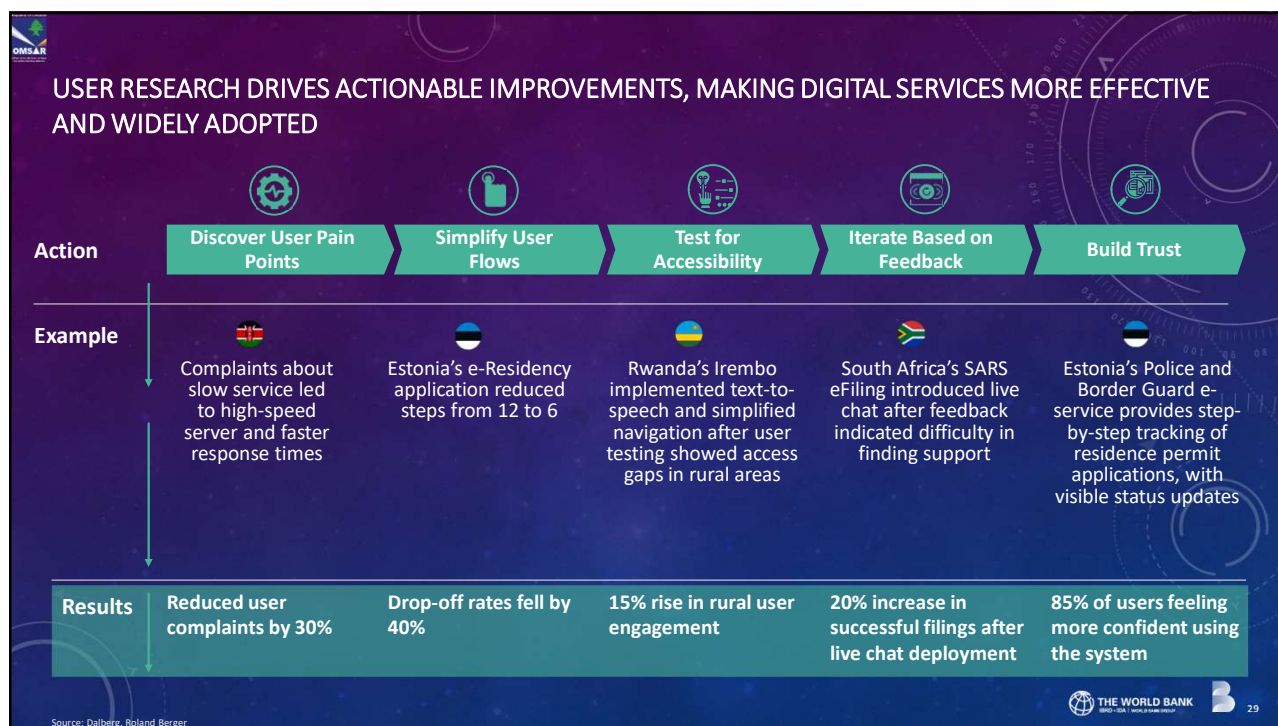 OMSAR
USER RESEARCH DRIVES ACTIONABLE IMPROVEMENTS, MAKING DIGITAL SERVICES MORE EFFECTIVE
AND WIDELY ADOPTED
Action
Discover User Pain
Points
Simplify User
Flows
Test for
Accessibility
Iterate Based on
Feedback
Build Trust
Example
Complaints about
slow service led
to high-speed
server and faster
response times
Estonia’s e-Residency
application reduced
steps from 12 to 6
Rwanda’s Irembo
implemented text-to-
speech and simplified
navigation after user
testing showed access
gaps in rural areas
South Africa’s SARS
eFiling introduced live
chat after feedback
indicated difficulty in
finding support
Estonia’s Police and
Border Guard e-
service provides step-
by-step tracking of
residence permit
applications, with
visible status updates
Results
Reduced user
complaints by 30%
Drop-off rates fell by
40%
15% rise in rural user
engagement
20% increase in
successful filings after
live chat deployment
85% of users feeling
more confident using
the system
THE WORLD BANK
IBRD • IDA | WORLD BANK GROUP
29
Source: Dalberg, Roland Berger